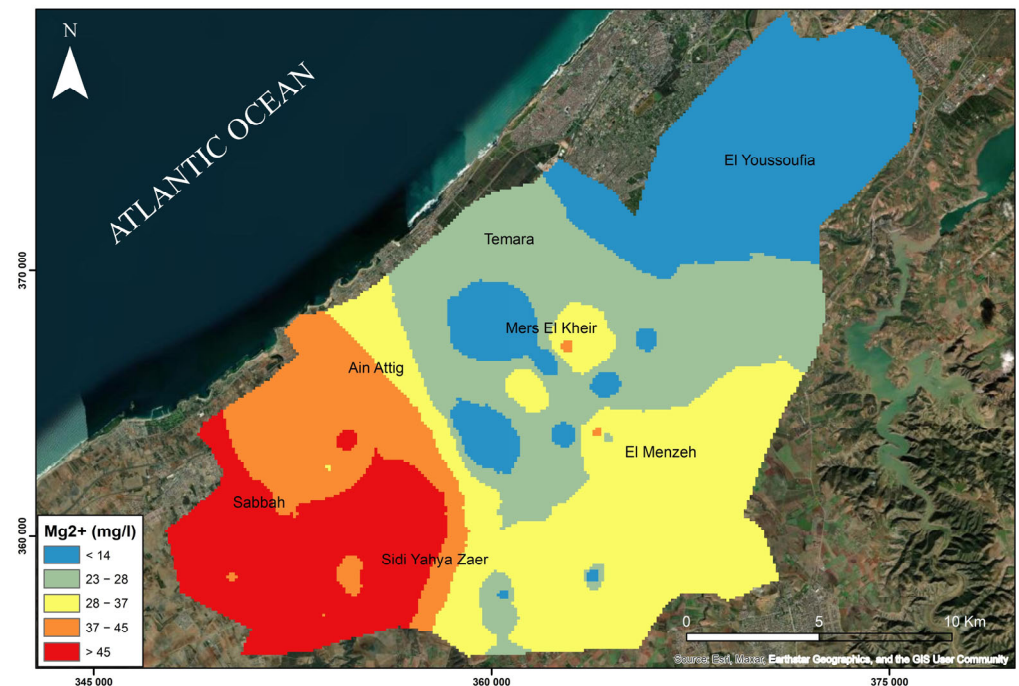 N
ATLANTIC OCEAN
El Youssoufia
Temara
370 000
Mers El Kheir
Ain Attig
El Menzeh
Sabbah
360 000
Sidi Yahya Zaer
Mg2+ (mg/l)
< 14
23 – 28
28 – 37
37 – 45
> 45
0 5 10 Km
Source: Esri, Maxar, Earthstar Geographics, and the GIS User Community
345 000 360 000 375 000